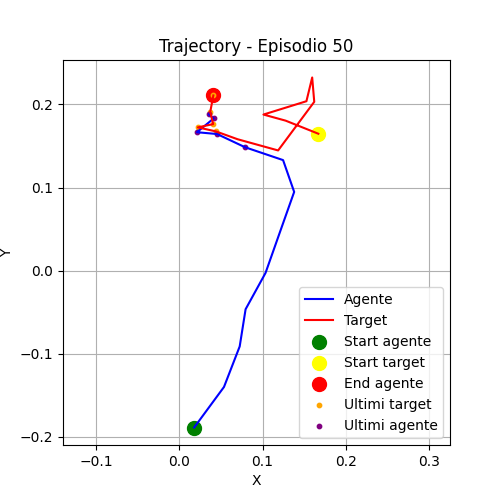 Trajectory - Episodio 50
0.2
0.1
0.0
−0.1
−0.2
Y
−0.1
0.0
0.1
0.2
0.3
X
Agente
Target
Start agente
Start target
End agente
Ultimi target
Ultimi agente